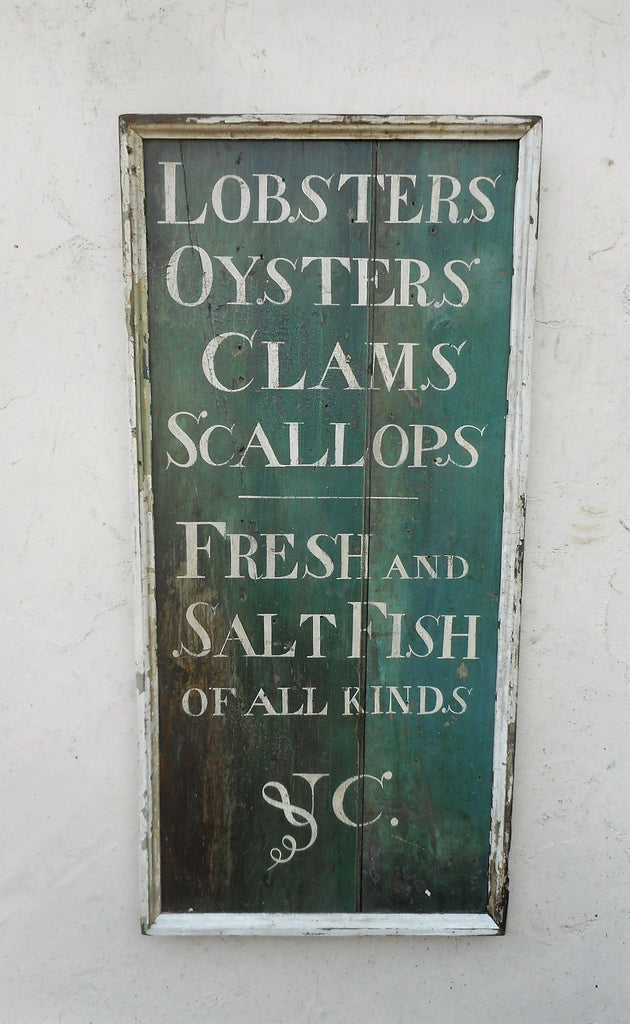 LOBSTERS
OYSTERS
CLAMS
SCALLOPS
FRESH AND
SALT FISH
OF ALL KINDS
&C.